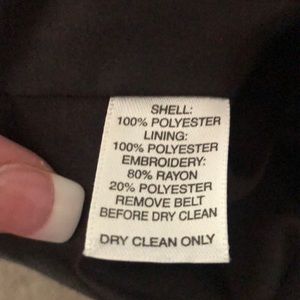 SHELL:
100% POLYESTER
LINING:
100% POLYESTER
EMBROIDERY:
80% RAYON
20% POLYESTER
REMOVE BELT
BEFORE DRY CLEAN
DRY CLEAN ONLY